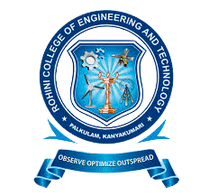 ROHINI COLLEGE OF ENGINEERING AND TECHNOLOGY
PALKULAM, KANYAKUMARI
OBSERVE OPTIMIZE OUTSPREAD